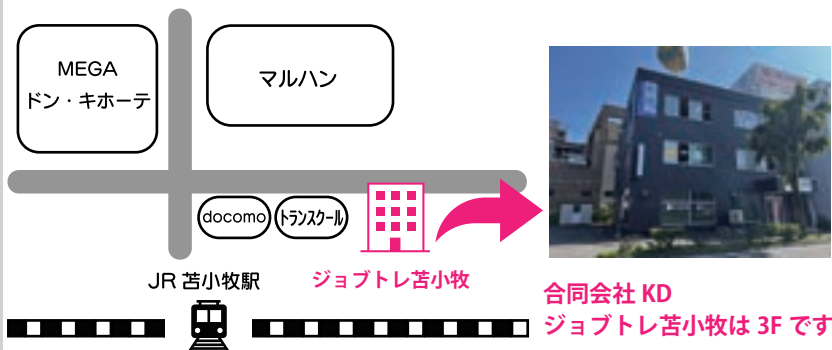 MEGA
ドン・キホーテ
マルハン
docomo
トランスクール
JR 苫小牧駅
ジョブトレ苫小牧
合同会社 KD
ジョブトレ苫小牧は 3F です